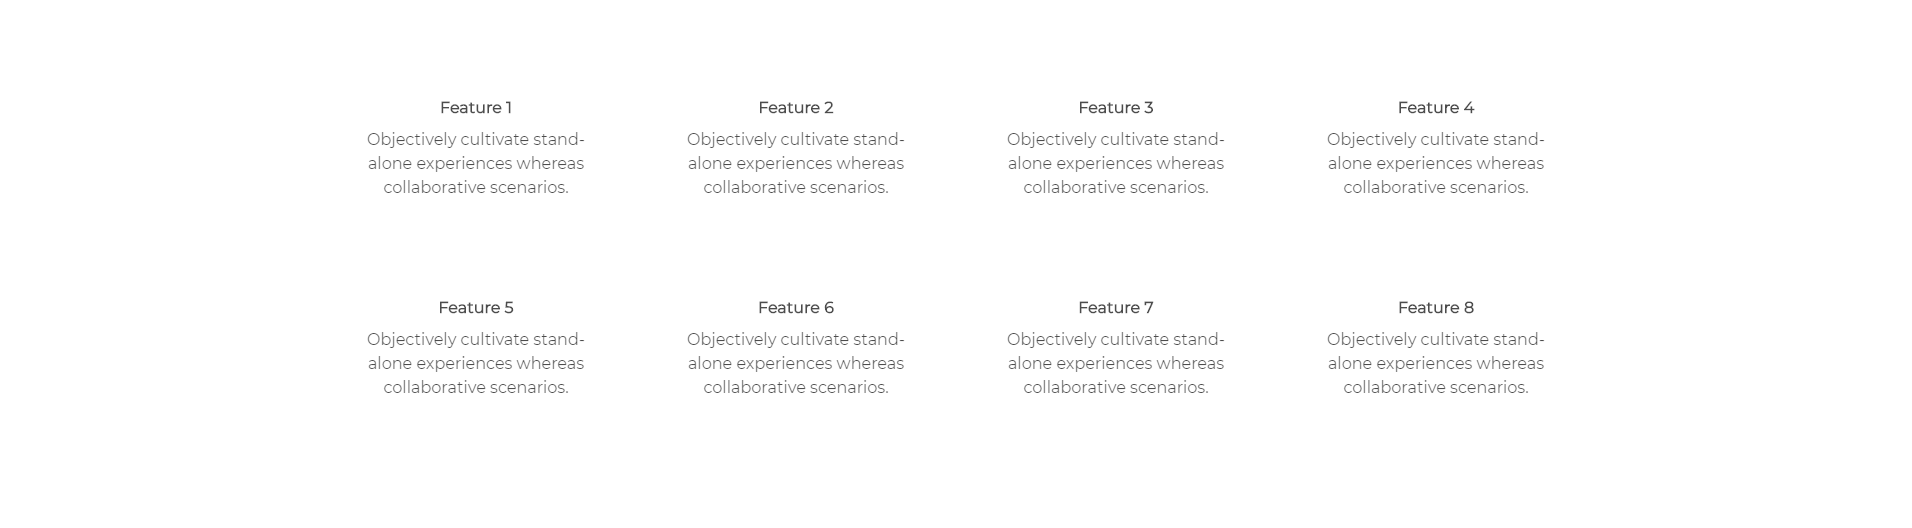 Feature 1
Objectively cultivate stand-
alone experiences whereas
collaborative scenarios.
Feature 2
Objectively cultivate stand-
alone experiences whereas
collaborative scenarios.
Feature 3
Objectively cultivate stand-
alone experiences whereas
collaborative scenarios.
Feature 4
Objectively cultivate stand-
alone experiences whereas
collaborative scenarios.
Feature 5
Objectively cultivate stand-
alone experiences whereas
collaborative scenarios.
Feature 6
Objectively cultivate stand-
alone experiences whereas
collaborative scenarios.
Feature 7
Objectively cultivate stand-
alone experiences whereas
collaborative scenarios.
Feature 8
Objectively cultivate stand-
alone experiences whereas
collaborative scenarios.